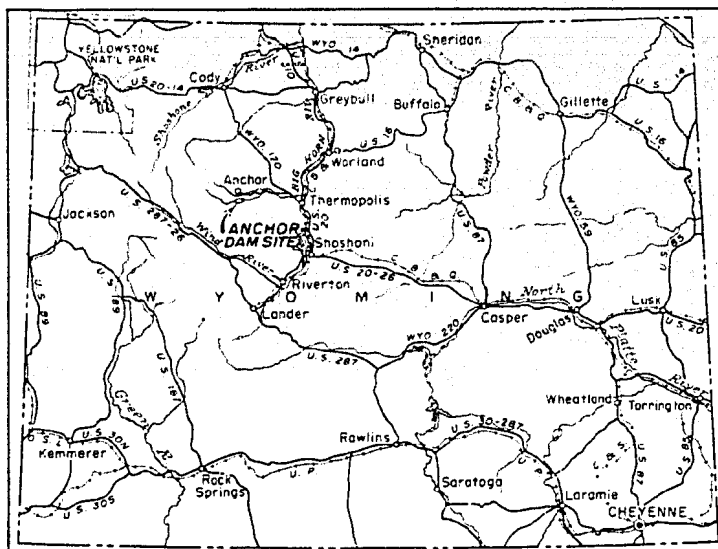 WYO. 14
Sheridan
YELLOWSTONE
NAT'L PARK
U.S. 20-14
Cody
River
Shoshone
Greybull
Buffalo
C. B. & Q.
Gillette
U.S. 14
Powder River
WYO. 170
BIG HORN
Worland
U.S. 16
U.S. 16
Anchor
Thermopolis
Jackson
U.S. 287-26
Wind River
ANCHOR
DAM SITE
U.S. 20
Shoshoni
U.S. 87
WYO. 59
U.S. 85
Riverton
U.S. 20-26
C. B. & Q.
W Y O M I N G
Lander
Casper
North
Platte
River
Douglas
Lusk
U.S. 20
U.S. 89
U.S. 189
U.S. 187
Green R.
U.S. 287
WYO. 220
Wheatland
Torrington
Kemmerer
U.S. 30N
Rawlins
U.S. 30-287
U.P.
C. & S.
U.S. 87
U.S. 85
Rock
Springs
U.P.
Saratoga
Laramie
U.S. 30S
CHEYENNE